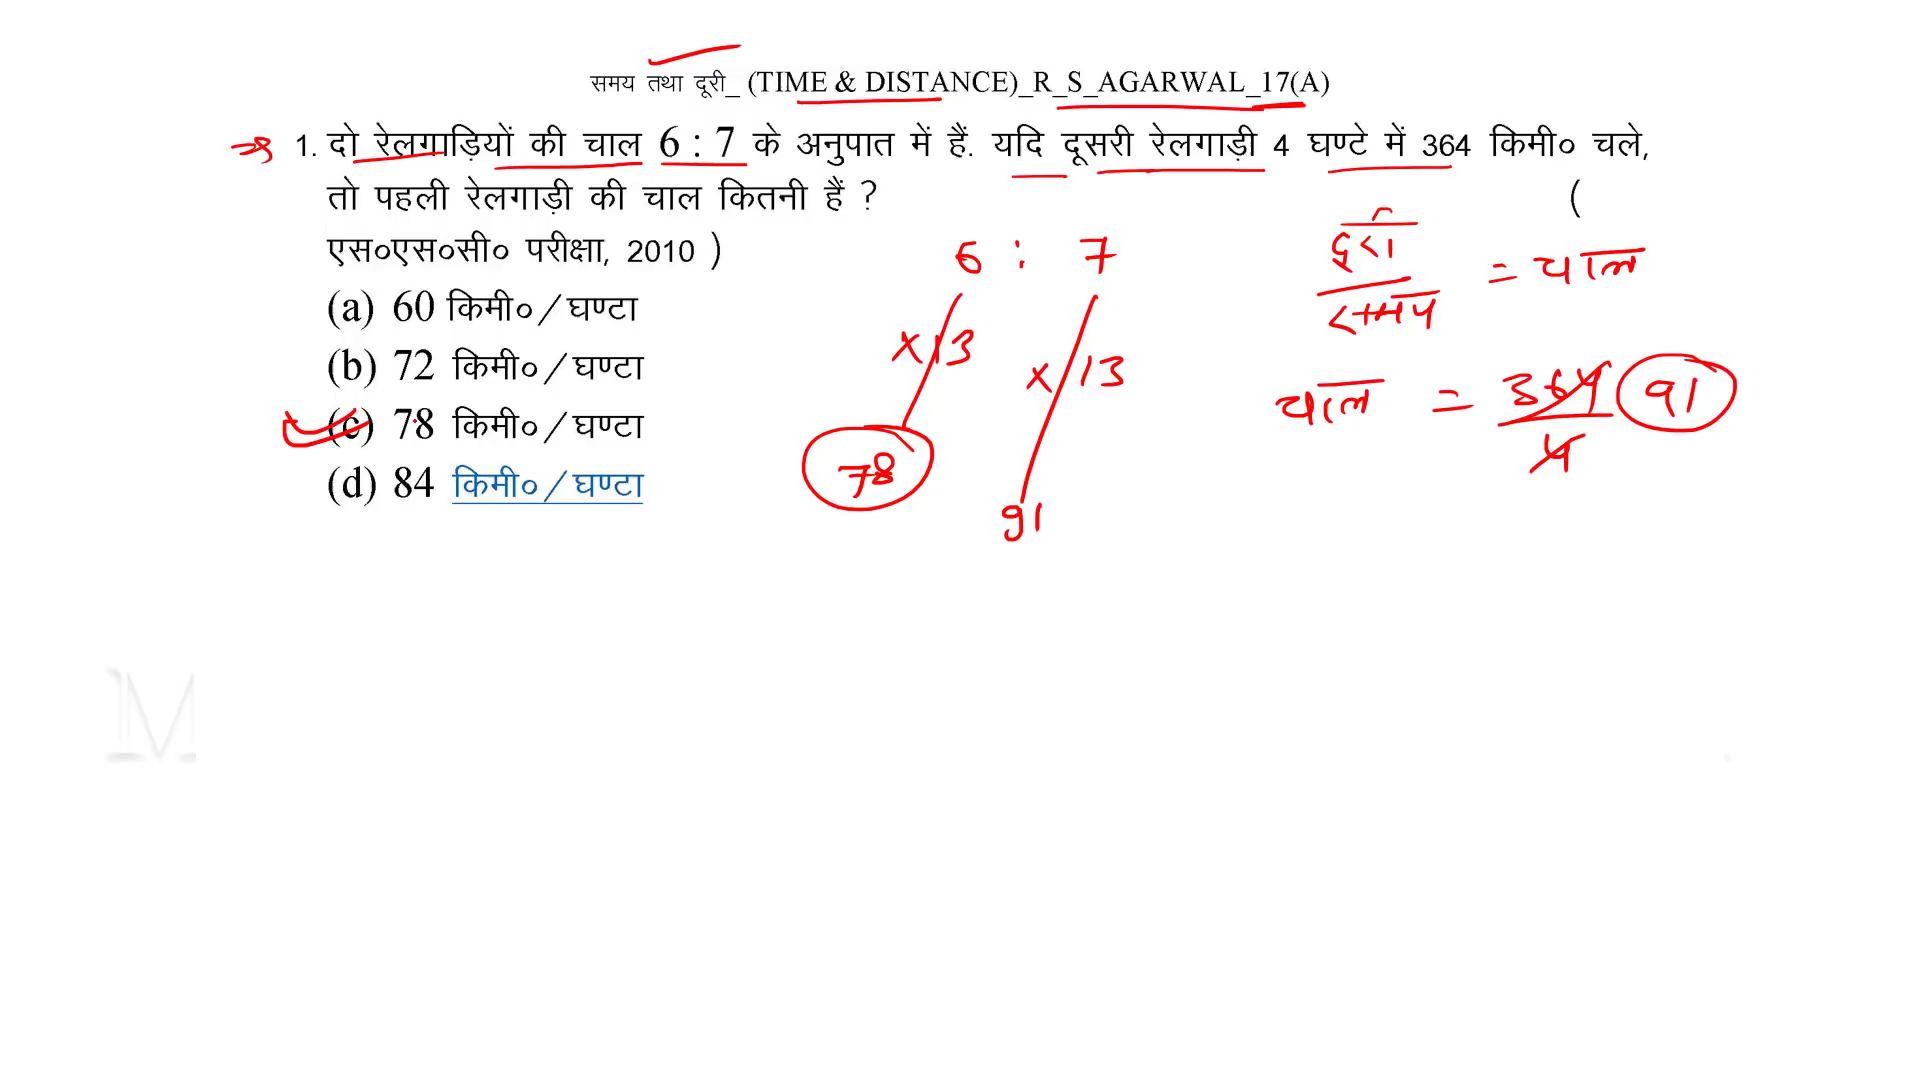 समय तथा दूरी_ (TIME & DISTANCE)_R_S_AGARWAL_17(A)
1. दो रेलगाड़ियों की चाल 6 : 7 के अनुपात में हैं. यदि दूसरी रेलगाड़ी 4 घण्टे में 364 किमी० चले,
तो पहली रेलगाड़ी की चाल कितनी हैं ? (
एस०एस०सी० परीक्षा, 2010 )
(a) 60 किमी०/घण्टा
(b) 72 किमी०/घण्टा
(c) 78 किमी०/घण्टा
(d) 84 किमी०/घण्टा
6 : 7
×13 ×13
78
91
दूरी
समय
= चाल
चाल = 364 91
4
M